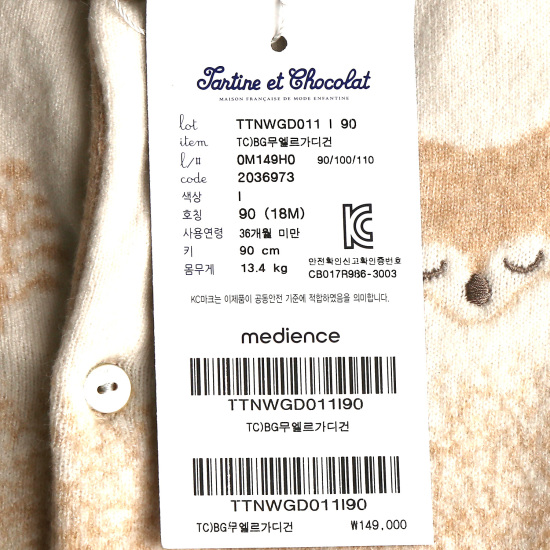 Tartine et Chocolat
MAISON FRANÇAISE DE MODE ENFANTINE
lot TTNWGD011 I 90
item TC)BG무엘르가디건
l/# 0M149H0 90/100/110
code 2036973
색상 I
호칭 90 (18M)
사용연령 36개월 미만
키 90 cm
몸무게 13.4 kg
안전확인신고확인증번호
CB017R986-3003
KC마크는 이제품이 공통안전 기준에 적합하였음을 의미합니다.
medience
TTNWGD011I90
TC)BG무엘르가디건
TTNWGD011I90
TC)BG무엘르가디건 ₩149,000